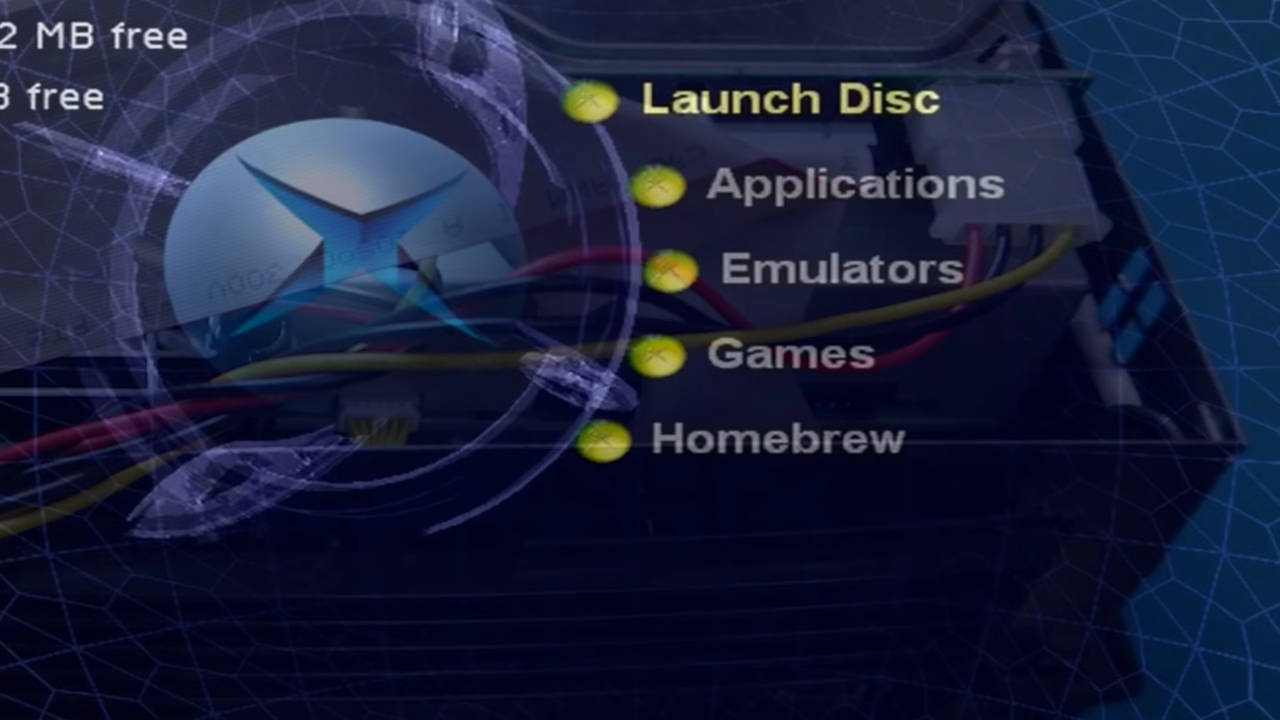 2 MB free
B free
Launch Disc
Applications
Emulators
Games
Homebrew